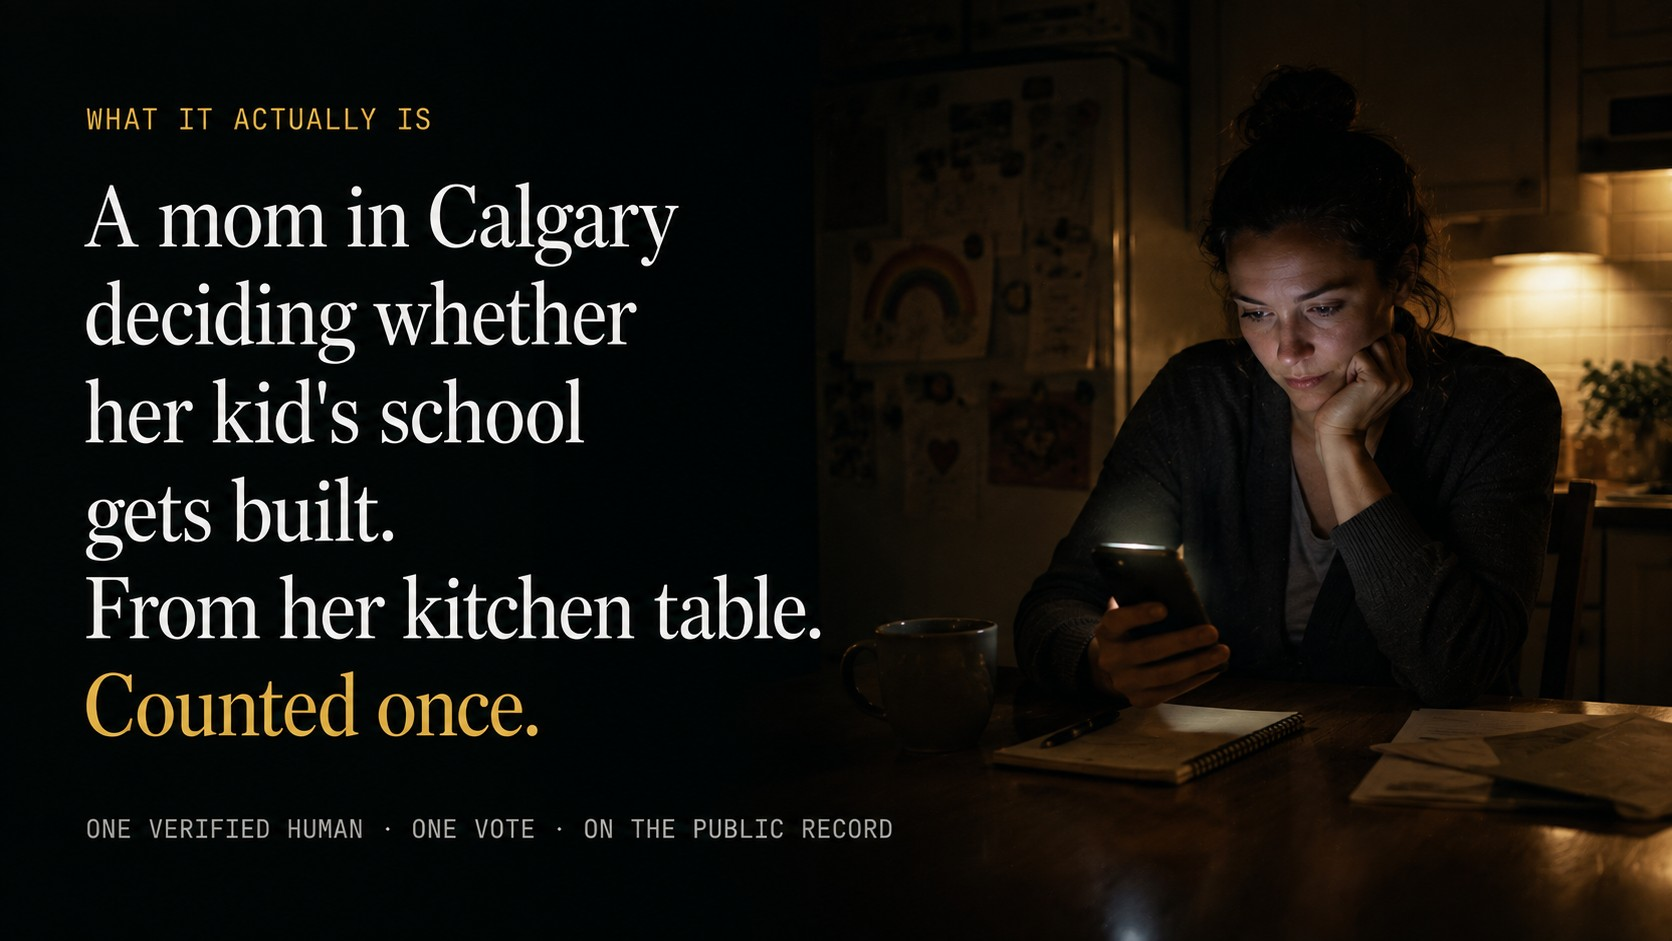 WHAT IT ACTUALLY IS
A mom in Calgary
deciding whether
her kid's school
gets built.
From her kitchen table.
Counted once.
ONE VERIFIED HUMAN · ONE VOTE · ON THE PUBLIC RECORD